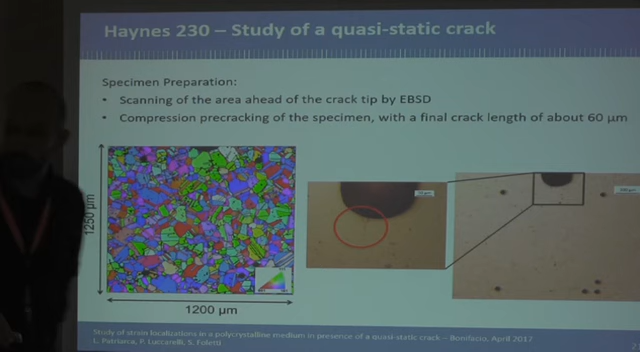 Haynes 230 – Study of a quasi-static crack
Specimen Preparation:
• Scanning of the area ahead of the crack tip by EBSD
• Compression precracking of the specimen, with a final crack length of about 60 µm
1250 µm
1200 µm
Study of strain localizations in a polycrystalline medium in presence of a quasi-static crack – Bonifacio, April 2017
L. Patriarca, P. Luccarelli, S. Foletti